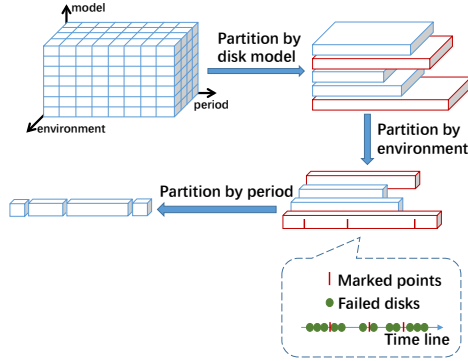 model
Partition by
disk model
period
environment
Partition by
environment
Partition by period
Marked points
Failed disks
Time line